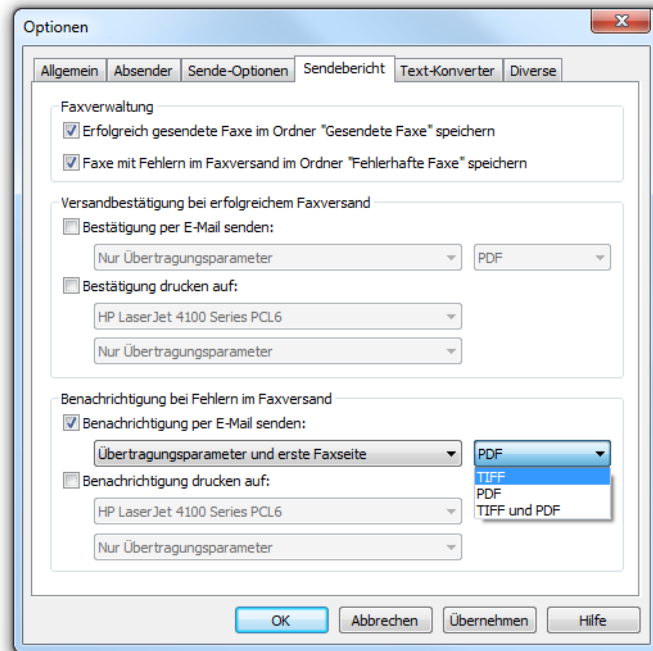 Optionen
Allgemein Absender Sende-Optionen Sendebericht Text-Konverter Diverse
Faxverwaltung
Erfolgreich gesendete Faxe im Ordner "Gesendete Faxe" speichern
Faxe mit Fehlern im Faxversand im Ordner "Fehlerhafte Faxe" speichern
Versandbestätigung bei erfolgreichem Faxversand
Bestätigung per E-Mail senden:
Nur Übertragungsparameter PDF
Bestätigung drucken auf:
HP LaserJet 4100 Series PCL6
Nur Übertragungsparameter
Benachrichtigung bei Fehlern im Faxversand
Benachrichtigung per E-Mail senden:
Übertragungsparameter und erste Faxseite PDF
TIFF
PDF
TIFF und PDF
Benachrichtigung drucken auf:
HP LaserJet 4100 Series PCL6
Nur Übertragungsparameter
OK Abbrechen Übernehmen Hilfe